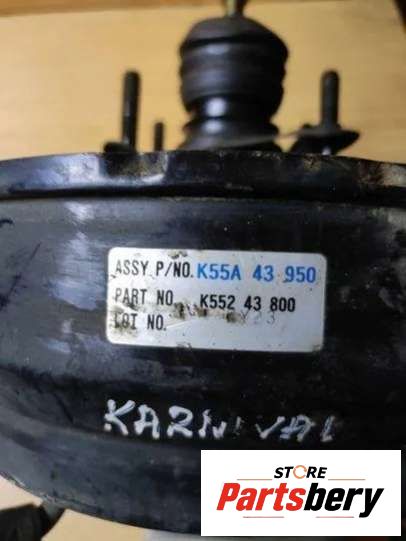 ASSY P/NO. K55A 43 950
PART NO. K552 43 800
LOT NO.
KARNIVAL
STORE
Partsbery